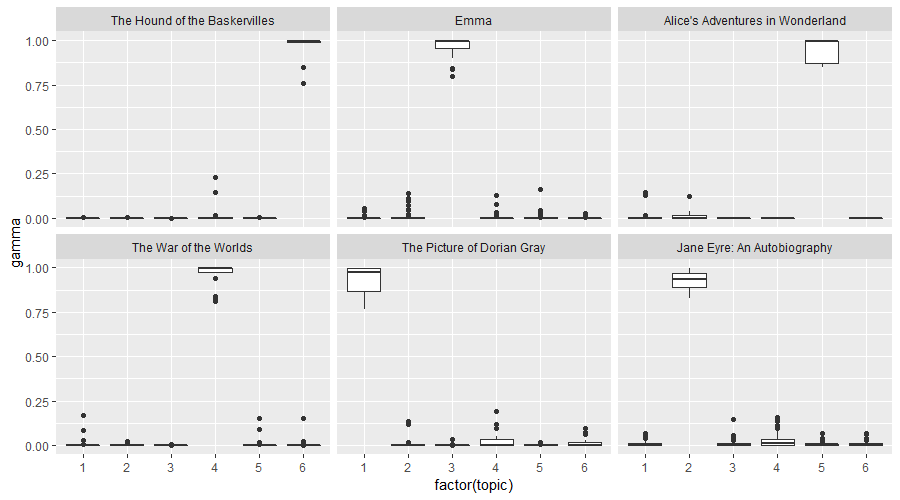 The Hound of the Baskervilles
Emma
Alice's Adventures in Wonderland
1.00
0.75
0.50
0.25
0.00
gamma
The War of the Worlds
The Picture of Dorian Gray
Jane Eyre: An Autobiography
1.00
0.75
0.50
0.25
0.00
1 2 3 4 5 6
1 2 3 4 5 6
1 2 3 4 5 6
factor(topic)